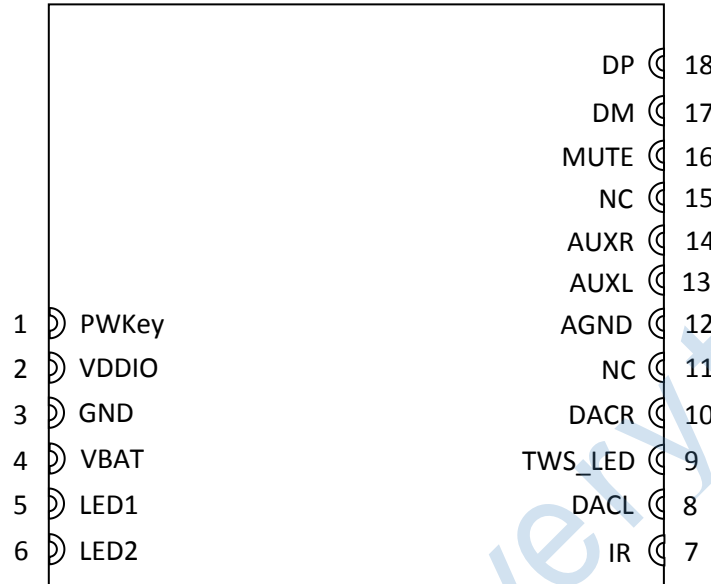 DP 18
DM 17
MUTE 16
NC 15
AUXR 14
AUXL 13
1 PWKey AGND 12
2 VDDIO NC 11
3 GND DACR 10
4 VBAT TWS_LED 9
5 LED1 DACL 8
6 LED2 IR 7